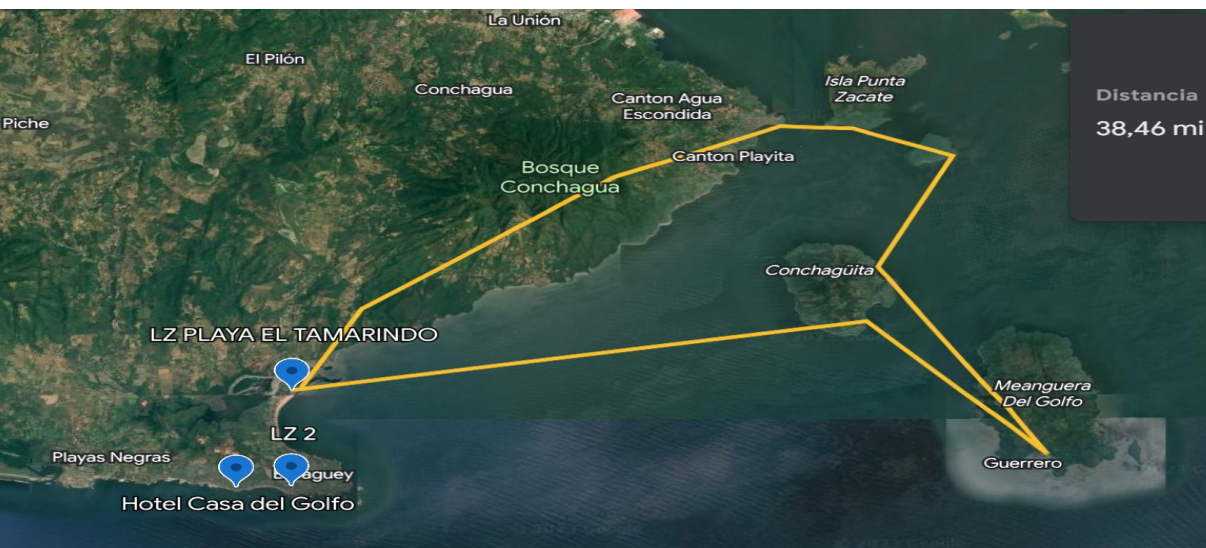 La Unión
El Pilón
Conchagua
Isla Punta
Zacate
Distancia
38,46 mi
Canton Agua
Escondida
Piche
Canton Playita
Bosque
Conchagua
Conchagüita
LZ PLAYA EL TAMARINDO
Meanguera
Del Golfo
LZ 2
Playas Negras
aguey
Guerrero
Hotel Casa del Golfo